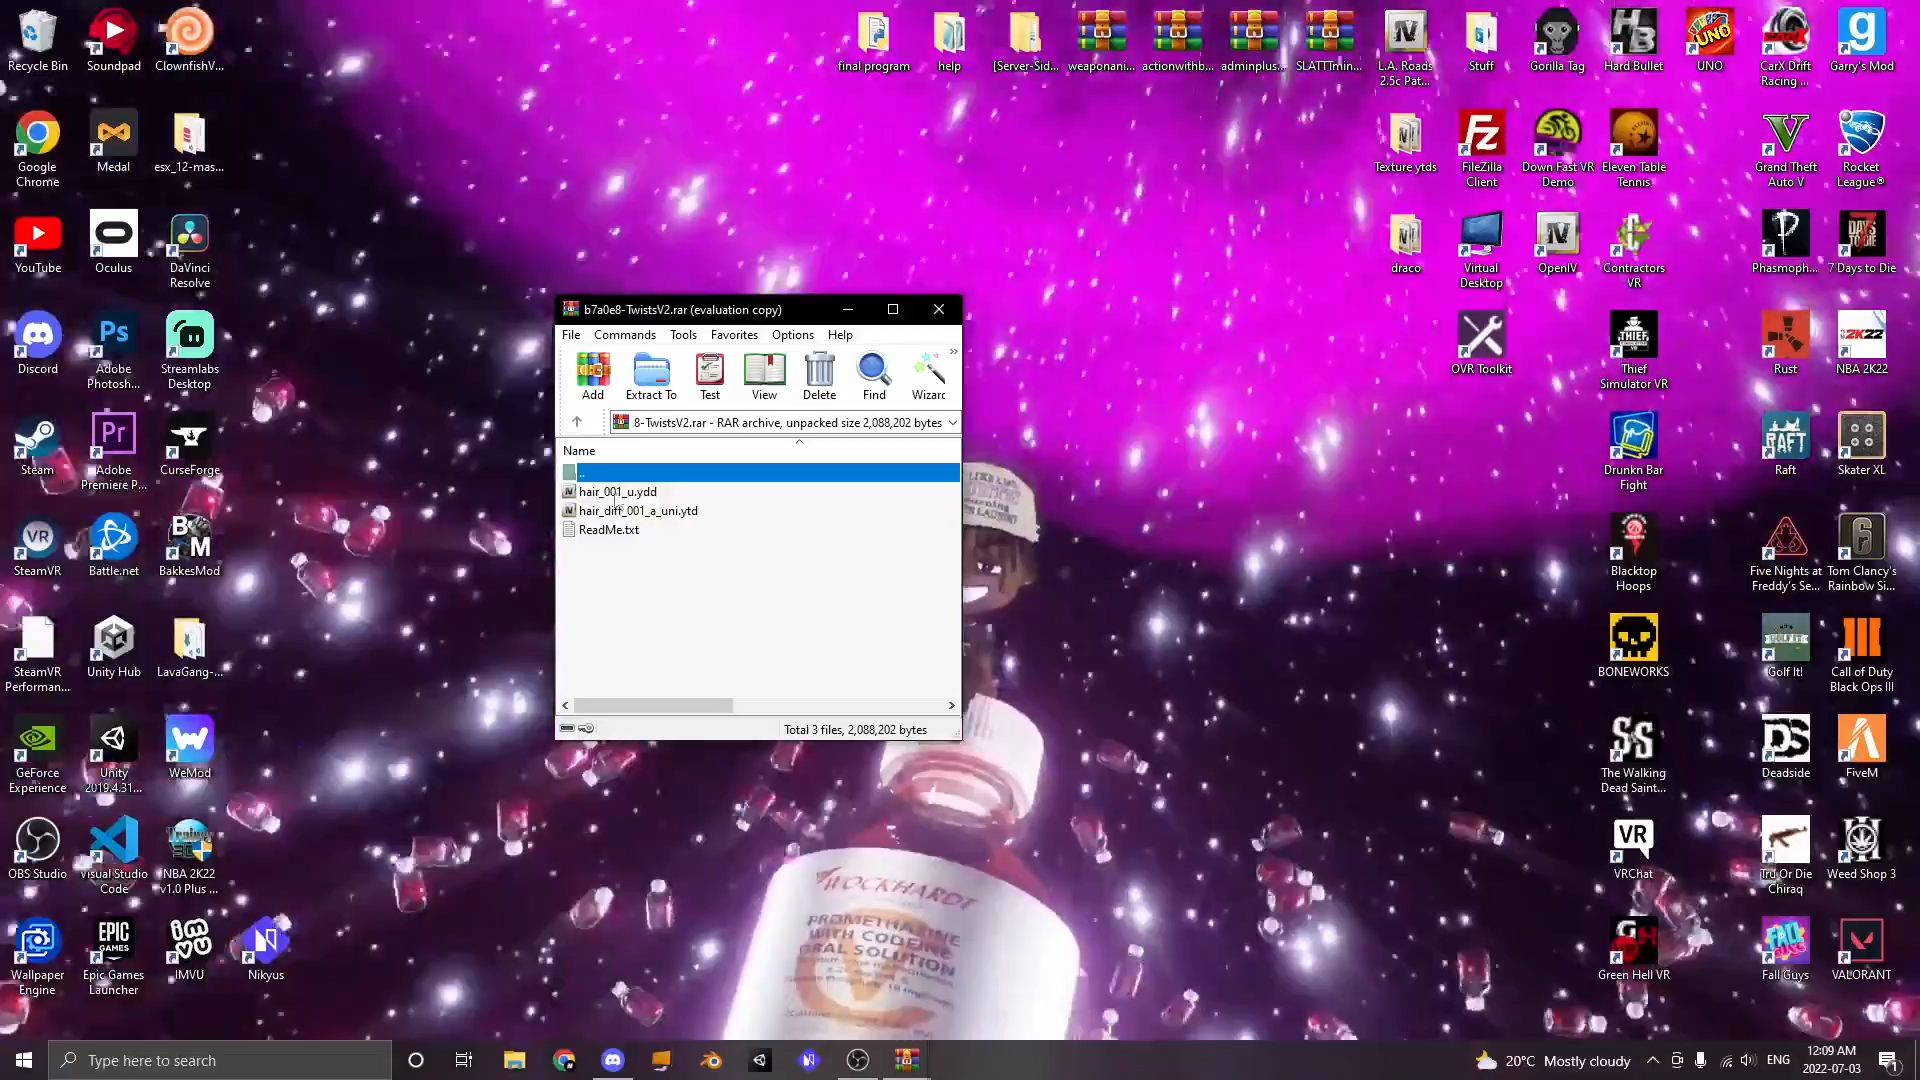 Recycle Bin
Soundpad
ClownfishV...
final program
help
[Server-Sid...
weaponani...
actionwithb...
adminplus...
SLATTTmin...
L.A. Roads
2.5c Pat...
Stuff
Gorilla Tag
Hard Bullet
UNO
CarX Drift
Racing ...
Garry's Mod
Google
Chrome
Medal
esx_12-mas...
Texture ytds
FileZilla
Client
Down Fast VR
Demo
Eleven Table
Tennis
Grand Theft
Auto V
Rocket
League®
YouTube
Oculus
DaVinci
Resolve
draco
Virtual
Desktop
OpenIV
Contractors
VR
Phasmoph...
7 Days to Die
b7a0e8-TwistsV2.rar (evaluation copy)
File
Commands
Tools
Favorites
Options
Help
Add
Extract To
Test
View
Delete
Find
Wizard
8-TwistsV2.rar - RAR archive, unpacked size 2,088,202 bytes
Name
..
hair_001_u.ydd
hair_diff_001_a_uni.ytd
ReadMe.txt
Total 3 files, 2,088,202 bytes
Discord
Adobe
Photosh...
Streamlabs
Desktop
OVR Toolkit
Thief
Simulator VR
Rust
NBA 2K22
Steam
Adobe
Premiere P...
CurseForge
Drunkn Bar
Fight
Raft
Skater XL
SteamVR
Battle.net
BakkesMod
Blacktop
Hoops
Five Nights at
Freddy's Se...
Tom Clancy's
Rainbow Si...
SteamVR
Performan...
Unity Hub
LavaGang-...
BONEWORKS
Golf It!
Call of Duty
Black Ops III
GeForce
Experience
Unity
2019.4.31...
WeMod
The Walking
Dead Saint...
Deadside
FiveM
OBS Studio
Visual Studio
Code
NBA 2K22
v1.0 Plus ...
VRChat
Tru Or Die
Chiraq
Weed Shop 3
Wallpaper
Engine
Epic Games
Launcher
IMVU
Nikyus
Green Hell VR
Fall Guys
VALORANT
WOCKHARDT
PROMETHAZINE
WITH CODEINE
ORAL SOLUTION
Type here to search
20°C Mostly cloudy
ENG
12:09 AM
2022-07-03
1